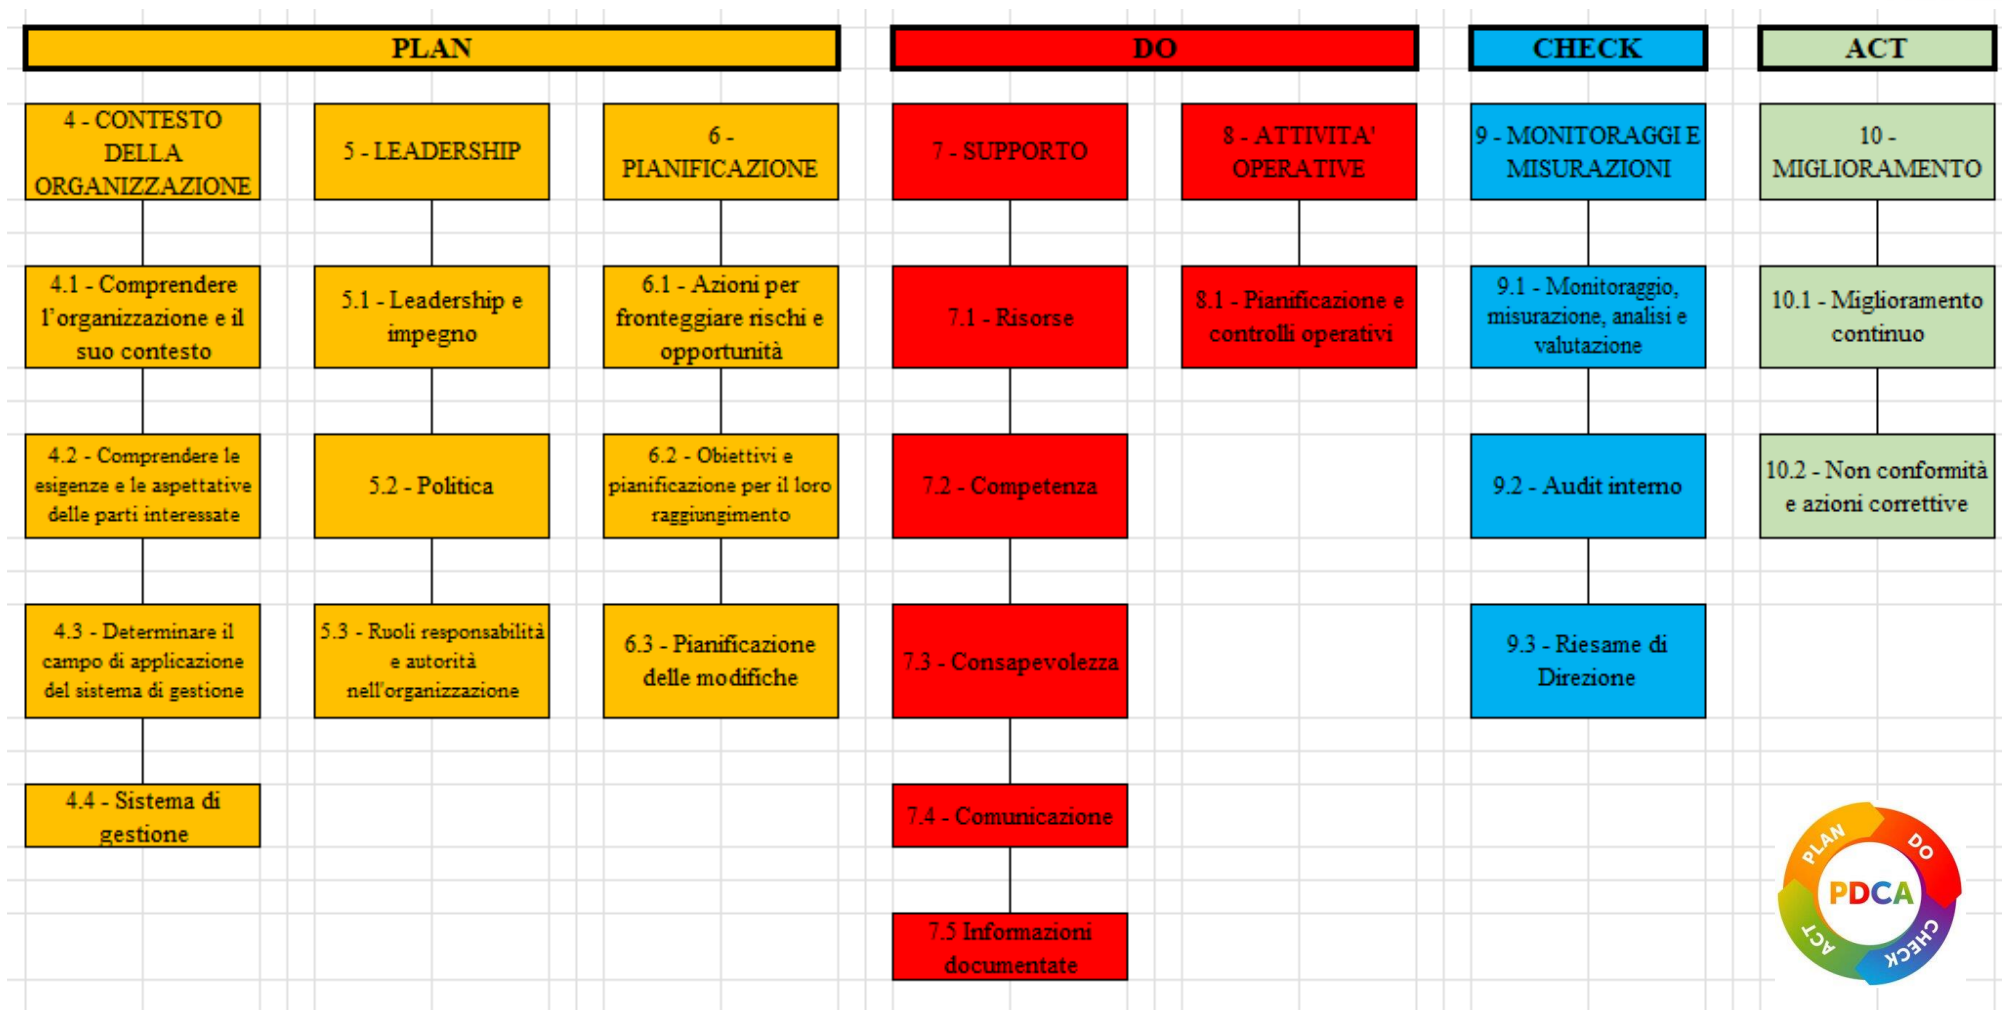 PLAN
DO
CHECK
ACT
4 - CONTESTO
DELLA
ORGANIZZAZIONE
5 - LEADERSHIP
6 -
PIANIFICAZIONE
7 - SUPPORTO
8 - ATTIVITA'
OPERATIVE
9 - MONITORAGGI E
MISURAZIONI
10 -
MIGLIORAMENTO
4.1 - Comprendere
l’organizzazione e il
suo contesto
5.1 - Leadership e
impegno
6.1 - Azioni per
fronteggiare rischi e
opportunità
7.1 - Risorse
8.1 - Pianificazione e
controlli operativi
9.1 - Monitoraggio,
misurazione, analisi e
valutazione
10.1 - Miglioramento
continuo
4.2 - Comprendere le
esigenze e le aspettative
delle parti interessate
5.2 - Politica
6.2 - Obiettivi e
pianificazione per il loro
raggiungimento
7.2 - Competenza
9.2 - Audit interno
10.2 - Non conformità
e azioni correttive
4.3 - Determinare il
campo di applicazione
del sistema di gestione
5.3 - Ruoli responsabilità
e autorità
nell'organizzazione
6.3 - Pianificazione
delle modifiche
7.3 - Consapevolezza
9.3 - Riesame di
Direzione
4.4 - Sistema di
gestione
7.4 - Comunicazione
7.5 Informazioni
documentate
PLAN
DO
PDCA
ACT
CHECK